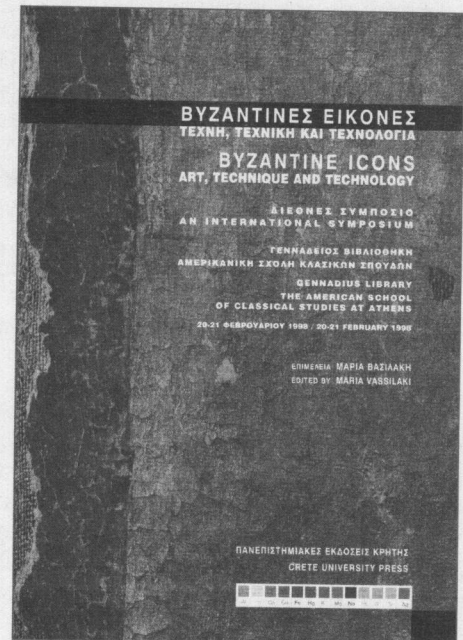 ΒΥΖΑΝΤΙΝΕΣ ΕΙΚΟΝΕΣ
ΤΕΧΝΗ, ΤΕΧΝΙΚΗ ΚΑΙ ΤΕΧΝΟΛΟΓΙΑ
BYZANTINE ICONS
ART, TECHNIQUE AND TECHNOLOGY
ΔΙΕΘΝΕΣ ΣΥΜΠΟΣΙΟ
AN INTERNATIONAL SYMPOSIUM
ΓΕΝΝΑΔΕΙΟΣ ΒΙΒΛΙΟΘΗΚΗ
ΑΜΕΡΙΚΑΝΙΚΗ ΣΧΟΛΗ ΚΛΑΣΙΚΩΝ ΣΠΟΥΔΩΝ
GENNADIUS LIBRARY
THE AMERICAN SCHOOL
OF CLASSICAL STUDIES AT ATHENS
20-21 ΦΕΒΡΟΥΑΡΙΟΥ 1998 / 20-21 FEBRUARY 1998
ΕΠΙΜΕΛΕΙΑ ΜΑΡΙΑ ΒΑΣΙΛΑΚΗ
EDITED BY MARIA VASSILAKI
ΠΑΝΕΠΙΣΤΗΜΙΑΚΕΣ ΕΚΔΟΣΕΙΣ ΚΡΗΤΗΣ
CRETE UNIVERSITY PRESS